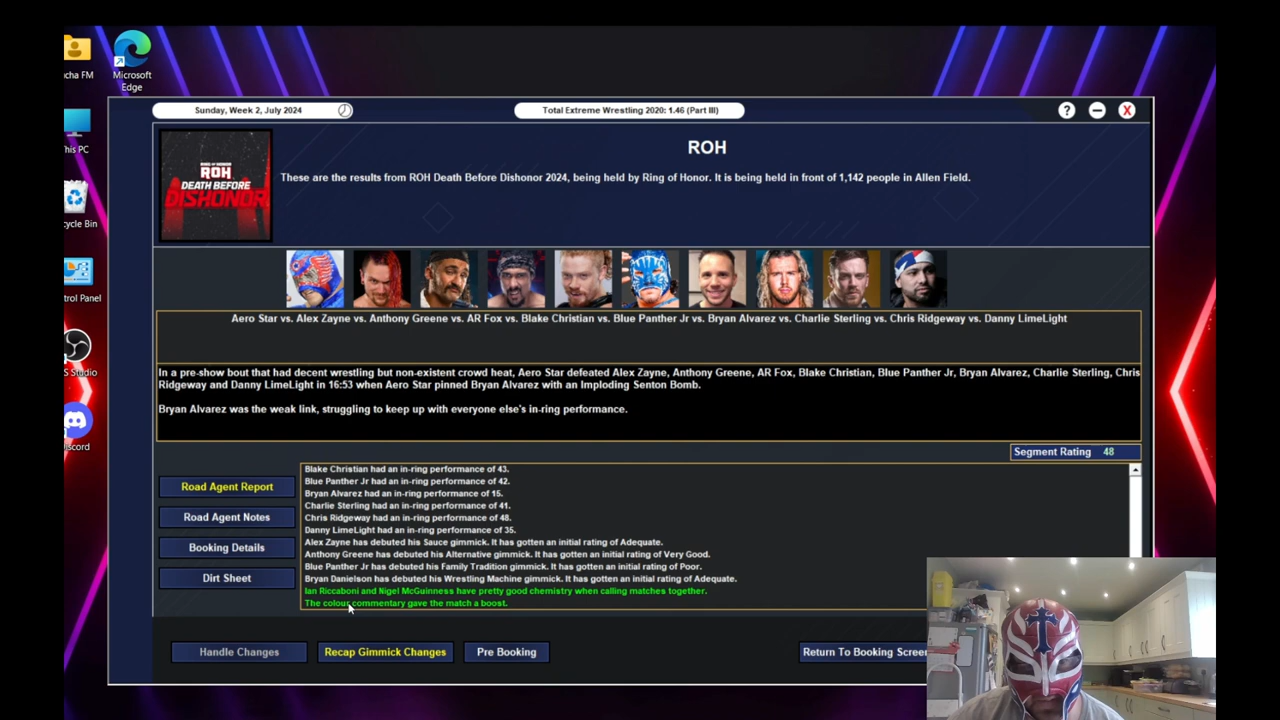 cha FM
Microsoft
Edge
Sunday, Week 2, July 2024
Total Extreme Wrestling 2020: 1.46 (Part III)
?
X
his PC
ROH
These are the results from ROH Death Before Dishonor 2024, being held by Ring of Honor. It is being held in front of 1,142 people in Allen Field.
RING OF HONOR
ROH
DEATH BEFORE
DISHONOR
cycle Bin
trol Panel
Aero Star vs. Alex Zayne vs. Anthony Greene vs. AR Fox vs. Blake Christian vs. Blue Panther Jr vs. Bryan Alvarez vs. Charlie Sterling vs. Chris Ridgeway vs. Danny LimeLight
S Studio
In a pre-show bout that had decent wrestling but non-existent crowd heat, Aero Star defeated Alex Zayne, Anthony Greene, AR Fox, Blake Christian, Blue Panther Jr, Bryan Alvarez, Charlie Sterling, Chris
Ridgeway and Danny LimeLight in 16:53 when Aero Star pinned Bryan Alvarez with an Imploding Senton Bomb.
Bryan Alvarez was the weak link, struggling to keep up with everyone else's in-ring performance.
iscord
Segment Rating 48
Road Agent Report
Road Agent Notes
Booking Details
Dirt Sheet
Blake Christian had an in-ring performance of 43.
Blue Panther Jr had an in-ring performance of 42.
Bryan Alvarez had an in-ring performance of 15.
Charlie Sterling had an in-ring performance of 41.
Chris Ridgeway had an in-ring performance of 48.
Danny LimeLight had an in-ring performance of 35.
Alex Zayne has debuted his Sauce gimmick. It has gotten an initial rating of Adequate.
Anthony Greene has debuted his Alternative gimmick. It has gotten an initial rating of Very Good.
Blue Panther Jr has debuted his Family Tradition gimmick. It has gotten an initial rating of Poor.
Bryan Danielson has debuted his Wrestling Machine gimmick. It has gotten an initial rating of Adequate.
Ian Riccaboni and Nigel McGuinness have pretty good chemistry when calling matches together.
The colour commentary gave the match a boost.
Handle Changes
Recap Gimmick Changes
Pre Booking
Return To Booking Screen